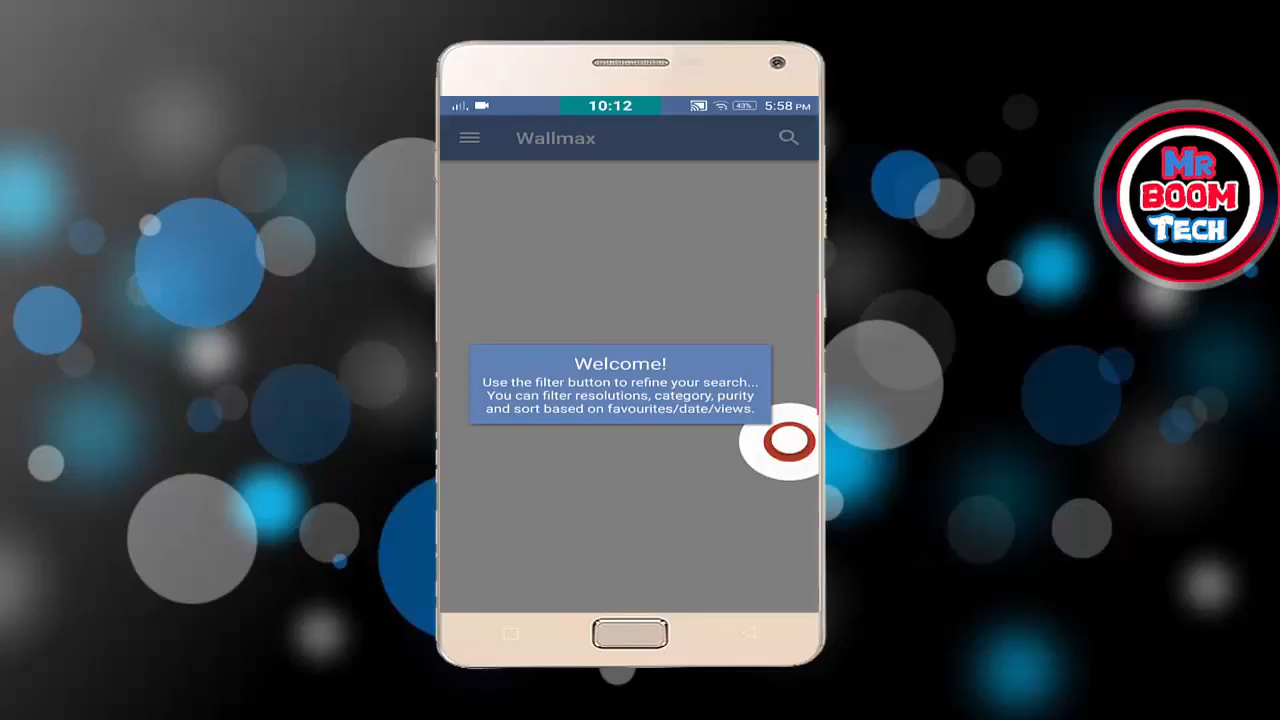 10:12
43%
5:58 PM
Wallmax
Welcome!
Use the filter button to refine your search...
You can filter resolutions, category, purity
and sort based on favourites/date/views.
MR
BOOM
TECH